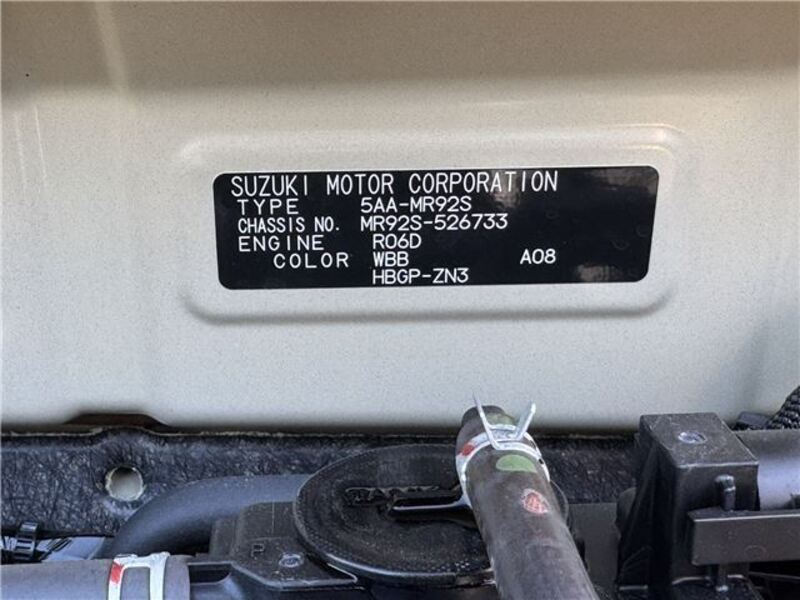 SUZUKI MOTOR CORPORATION
TYPE 5AA-MR92S
CHASSIS NO. MR92S-526733
ENGINE R06D
COLOR WBB A08
HBGP-ZN3